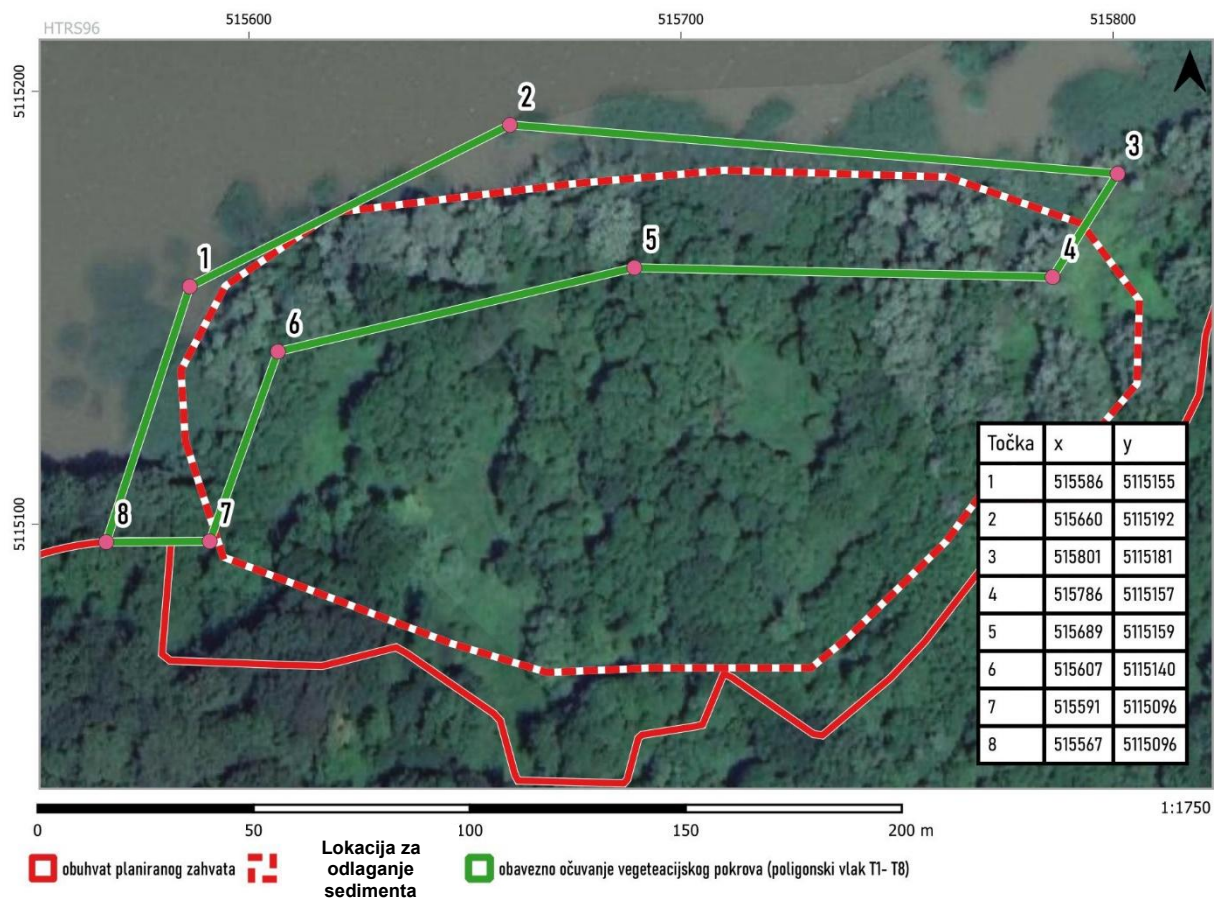 HTRS96
515600
515700
515800
5115200
5115100
1
2
3
4
5
6
7
8
Točka x y
1 515586 5115155
2 515660 5115192
3 515801 5115181
4 515786 5115157
5 515689 5115159
6 515607 5115140
7 515591 5115096
8 515567 5115096
0 50 100 150 200 m
1:1750
obuhvat planiranog zahvata
Lokacija za
odlaganje
sedimenta
obavezno očuvanje vegeteacijskog pokrova (poligonski vlak T1- T8)